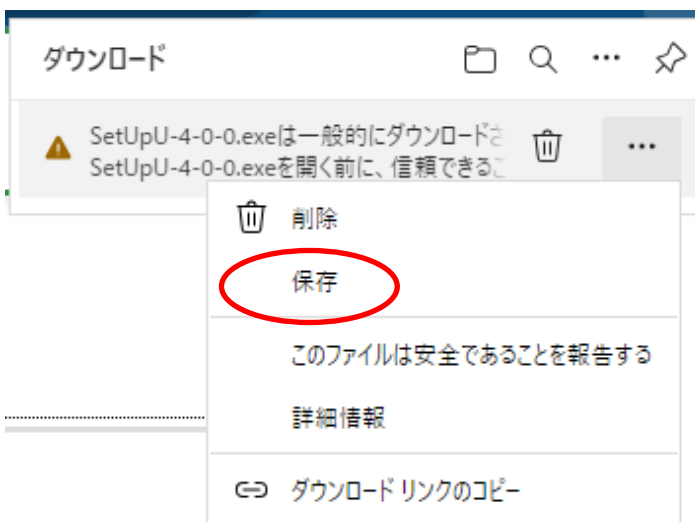 ダウンロード
SetUpU-4-0-0.exeは一般的にダウンロードさ
SetUpU-4-0-0.exeを開く前に、信頼できるこ
削除
保存
このファイルは安全であることを報告する
詳細情報
ダウンロード リンクのコピー